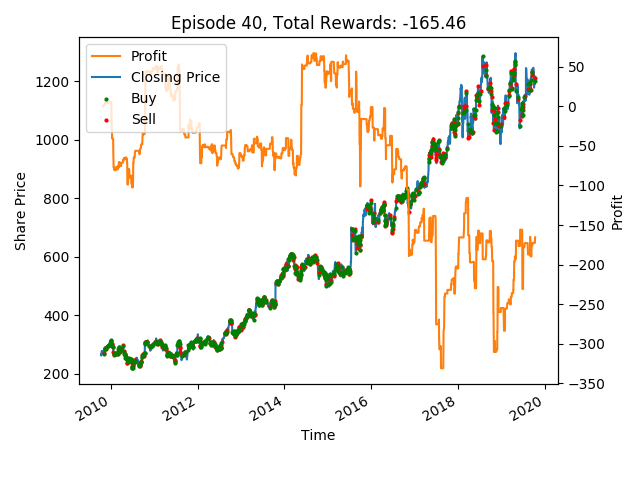 Episode 40, Total Rewards: -165.46
Profit
Closing Price
Buy
Sell
Share Price
1200
1000
800
600
400
200
Profit
50
0
−50
−100
−150
−200
−250
−300
−350
2010
2012
2014
2016
2018
2020
Time